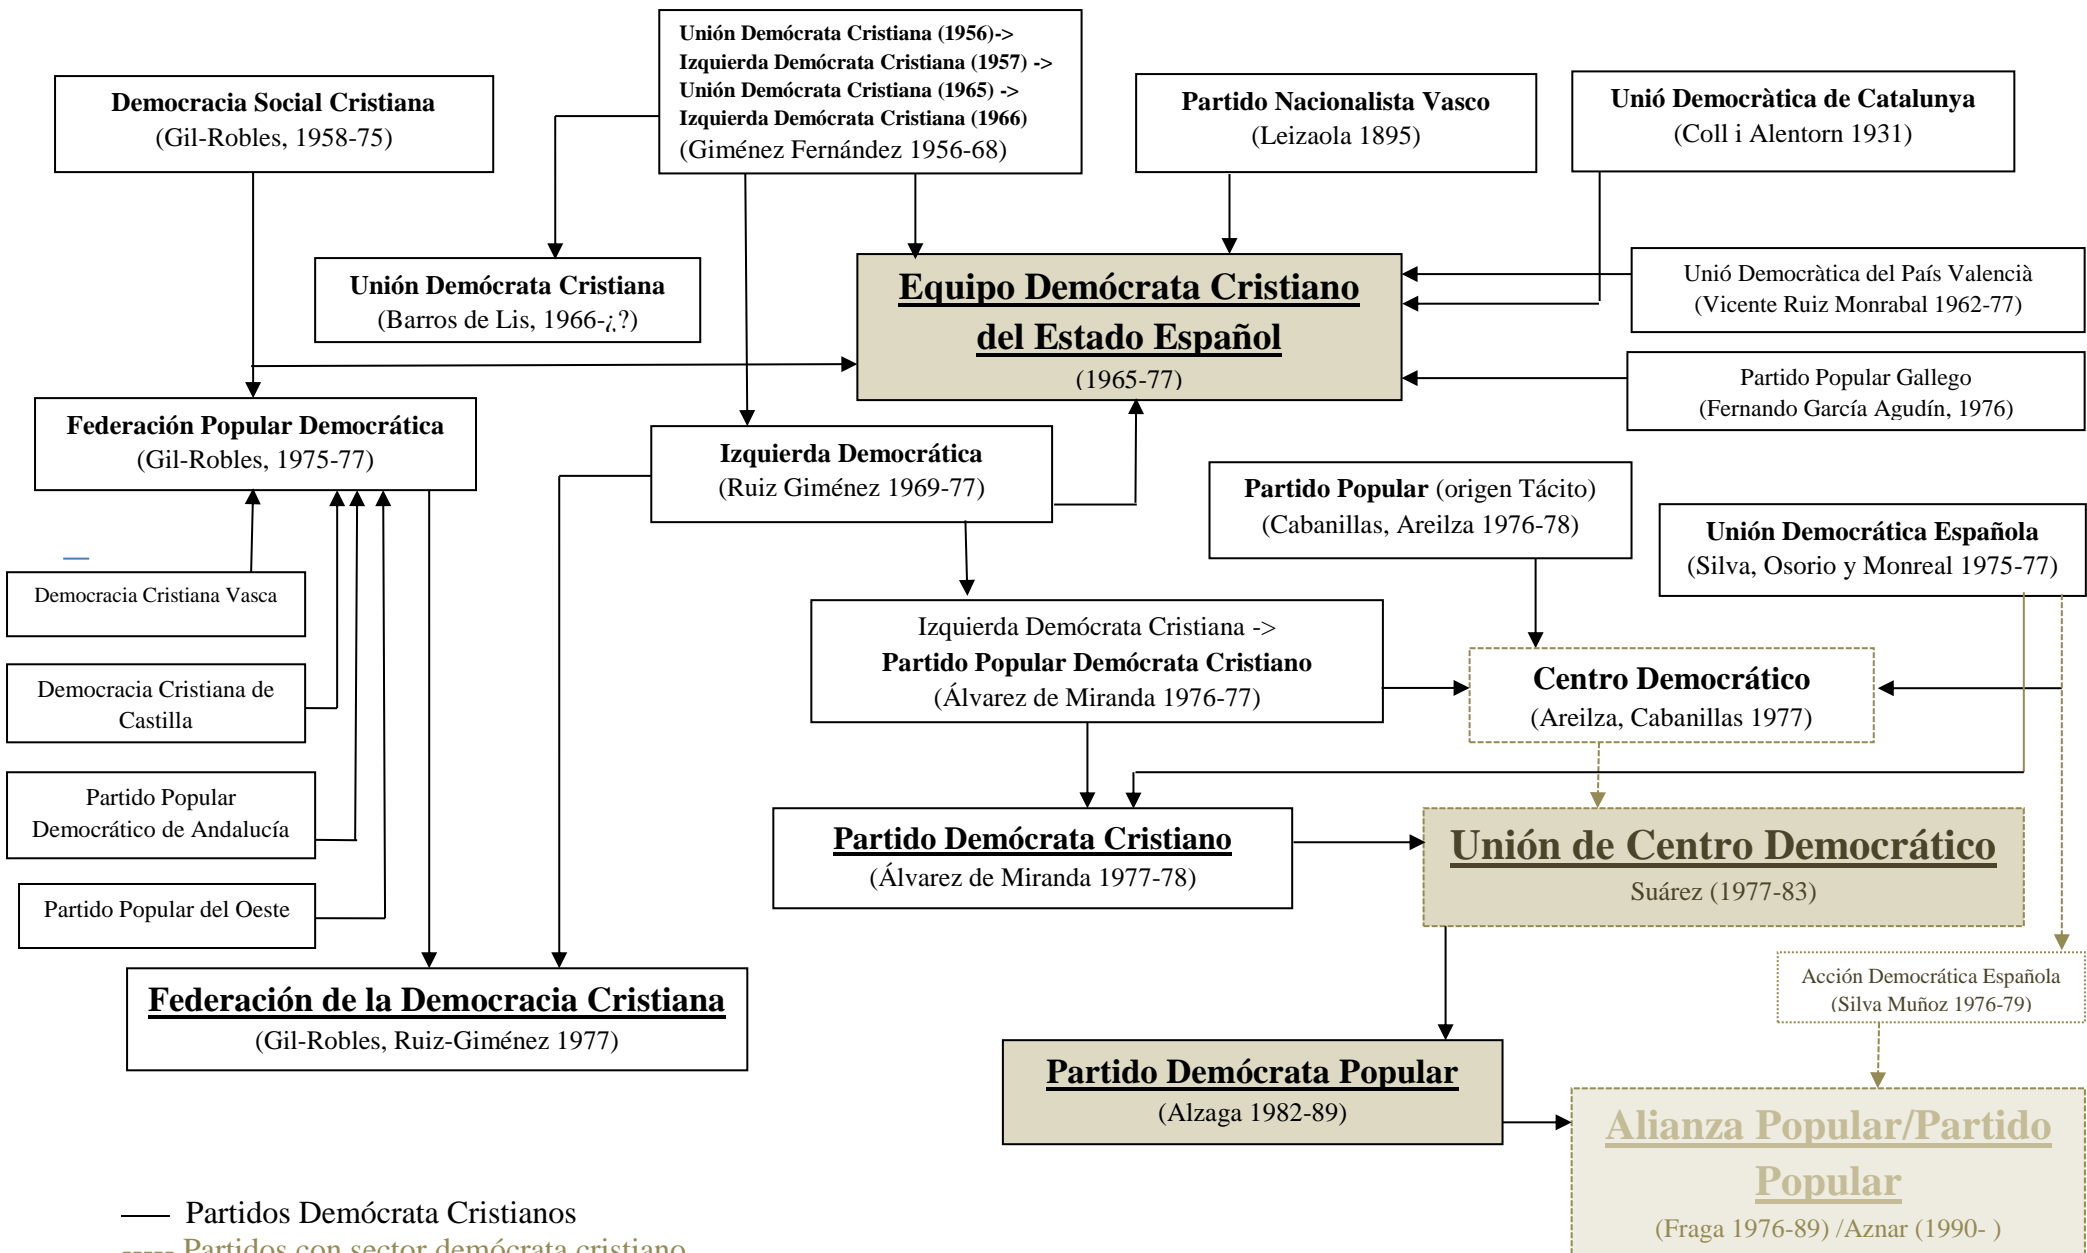 Unión Demócrata Cristiana (1956)->
Izquierda Demócrata Cristiana (1957) ->
Unión Demócrata Cristiana (1965) ->
Izquierda Demócrata Cristiana (1966)
(Giménez Fernández 1956-68)
Democracia Social Cristiana
(Gil-Robles, 1958-75)
Partido Nacionalista Vasco
(Leizaola 1895)
Unió Democràtica de Catalunya
(Coll i Alentorn 1931)
Unión Demócrata Cristiana
(Barros de Lis, 1966-¿?)
Equipo Demócrata Cristiano
del Estado Español
(1965-77)
Unió Democràtica del País Valencià
(Vicente Ruiz Monrabal 1962-77)
Partido Popular Gallego
(Fernando García Agudín, 1976)
Federación Popular Democrática
(Gil-Robles, 1975-77)
Izquierda Democrática
(Ruiz Giménez 1969-77)
Partido Popular (origen Tácito)
(Cabanillas, Areilza 1976-78)
Unión Democrática Española
(Silva, Osorio y Monreal 1975-77)
Democracia Cristiana Vasca
Izquierda Demócrata Cristiana ->
Partido Popular Demócrata Cristiano
(Álvarez de Miranda 1976-77)
Centro Democrático
(Areilza, Cabanillas 1977)
Democracia Cristiana de
Castilla
Partido Popular
Democrático de Andalucía
Partido Demócrata Cristiano
(Álvarez de Miranda 1977-78)
Unión de Centro Democrático
Suárez (1977-83)
Partido Popular del Oeste
Federación de la Democracia Cristiana
(Gil-Robles, Ruiz-Giménez 1977)
Acción Democrática Española
(Silva Muñoz 1976-79)
Partido Demócrata Popular
(Alzaga 1982-89)
Alianza Popular/Partido
Popular
(Fraga 1976-89) /Aznar (1990- )
Partidos Demócrata Cristianos
Partidos con sector demócrata cristiano